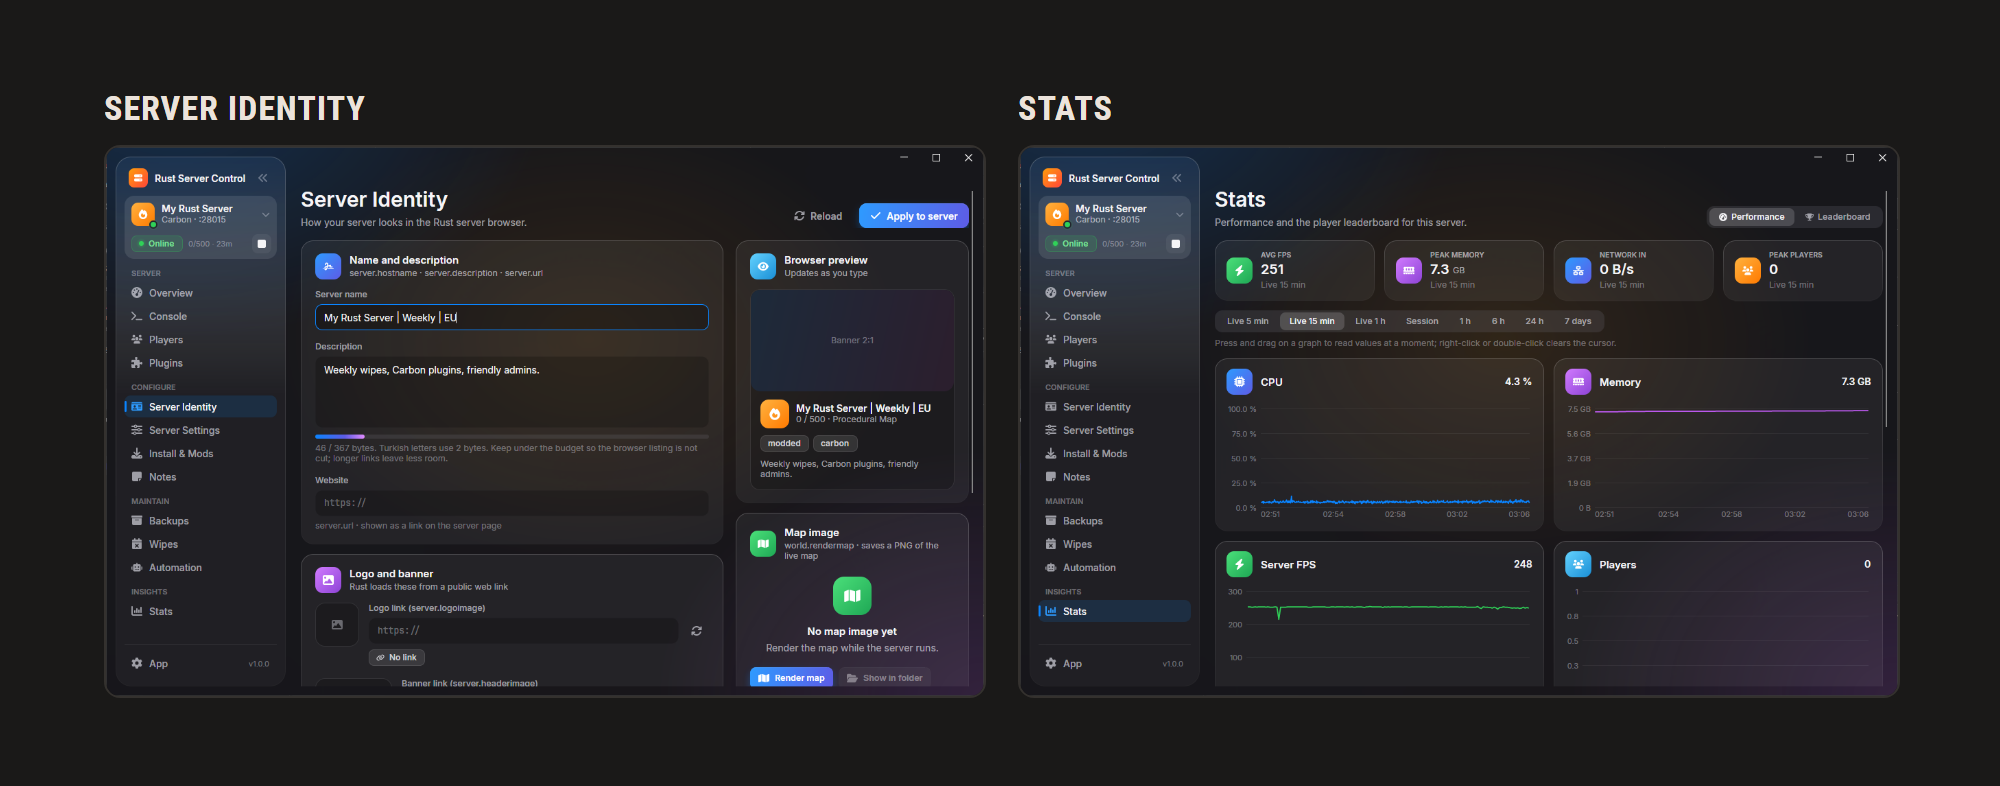 SERVER IDENTITY
Rust Server Control
My Rust Server
Carbon · :28015
Online
0/500 · 23m
SERVER
Overview
Console
Players
Plugins
CONFIGURE
Server Identity
Server Settings
Install & Mods
Notes
MAINTAIN
Backups
Wipes
Automation
INSIGHTS
Stats
App
v1.0.0
Server Identity
How your server looks in the Rust server browser.
Reload
Apply to server
Name and description
server.hostname · server.description · server.url
Server name
My Rust Server | Weekly | EU
Description
Weekly wipes, Carbon plugins, friendly admins.
46 / 367 bytes. Turkish letters use 2 bytes. Keep under the budget so the browser listing is not
cut; longer links leave less room.
Website
https://
server.url · shown as a link on the server page
Logo and banner
Rust loads these from a public web link
Logo link (server.logoimage)
https://
No link
Banner link (server.headerimage)
Browser preview
Updates as you type
Banner 2:1
My Rust Server | Weekly | EU
0 / 500 · Procedural Map
modded
carbon
Weekly wipes, Carbon plugins, friendly
admins.
Map image
world.rendermap · saves a PNG of the
live map
No map image yet
Render the map while the server runs.
Render map
Show in folder
STATS
Rust Server Control
My Rust Server
Carbon · :28015
Online
0/500 · 23m
SERVER
Overview
Console
Players
Plugins
CONFIGURE
Server Identity
Server Settings
Install & Mods
Notes
MAINTAIN
Backups
Wipes
Automation
INSIGHTS
Stats
App
v1.0.0
Stats
Performance and the player leaderboard for this server.
Performance
Leaderboard
AVG FPS
251
Live 15 min
PEAK MEMORY
7.3 GB
Live 15 min
NETWORK IN
0 B/s
Live 15 min
PEAK PLAYERS
0
Live 15 min
Live 5 min
Live 15 min
Live 1 h
Session
1 h
6 h
24 h
7 days
Press and drag on a graph to read values at a moment; right-click or double-click clears the cursor.
CPU
4.3 %
100.0 %
75.0 %
50.0 %
25.0 %
0.0 %
02:51
02:54
02:58
03:02
03:06
Memory
7.3 GB
7.5 GB
5.6 GB
3.7 GB
1.9 GB
0 B
02:51
02:54
02:58
03:02
03:06
Server FPS
248
300
200
100
Players
0
1
0.8
0.5
0.3